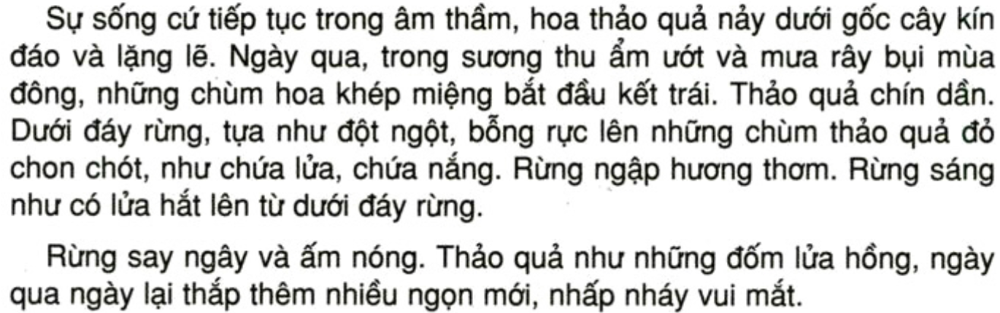 Sự sống cứ tiếp tục trong âm thầm, hoa thảo quả nảy dưới gốc cây kín
đáo và lặng lẽ. Ngày qua, trong sương thu ẩm ướt và mưa rây bụi mùa
đông, những chùm hoa khép miệng bắt đầu kết trái. Thảo quả chín dần.
Dưới đáy rừng, tựa như đột ngột, bỗng rực lên những chùm thảo quả đỏ
chon chót, như chứa lửa, chứa nắng. Rừng ngập hương thơm. Rừng sáng
như có lửa hắt lên từ dưới đáy rừng.
Rừng say ngây và ấm nóng. Thảo quả như những đốm lửa hồng, ngày
qua ngày lại thắp thêm nhiều ngọn mới, nhấp nháy vui mắt.